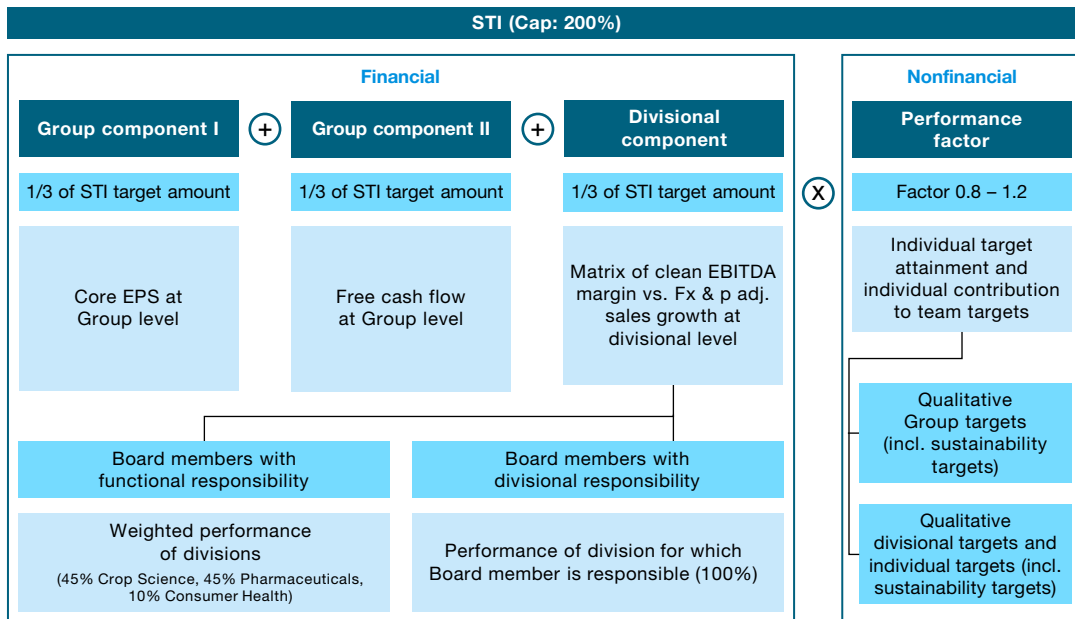 STI (Cap: 200%)
Financial
Group component I
+
Group component II
+
Divisional
component
1/3 of STI target amount
1/3 of STI target amount
1/3 of STI target amount
Core EPS at
Group level
Free cash flow
at Group level
Matrix of clean EBITDA
margin vs. Fx & p adj.
sales growth at
divisional level
Board members with
functional responsibility
Board members with
divisional responsibility
Weighted performance
of divisions
(45% Crop Science, 45% Pharmaceuticals,
10% Consumer Health)
Performance of division for which
Board member is responsible (100%)
X
Nonfinancial
Performance
factor
Factor 0.8 – 1.2
Individual target
attainment and
individual contribution
to team targets
Qualitative
Group targets
(incl. sustainability
targets)
Qualitative
divisional targets and
individual targets (incl.
sustainability targets)